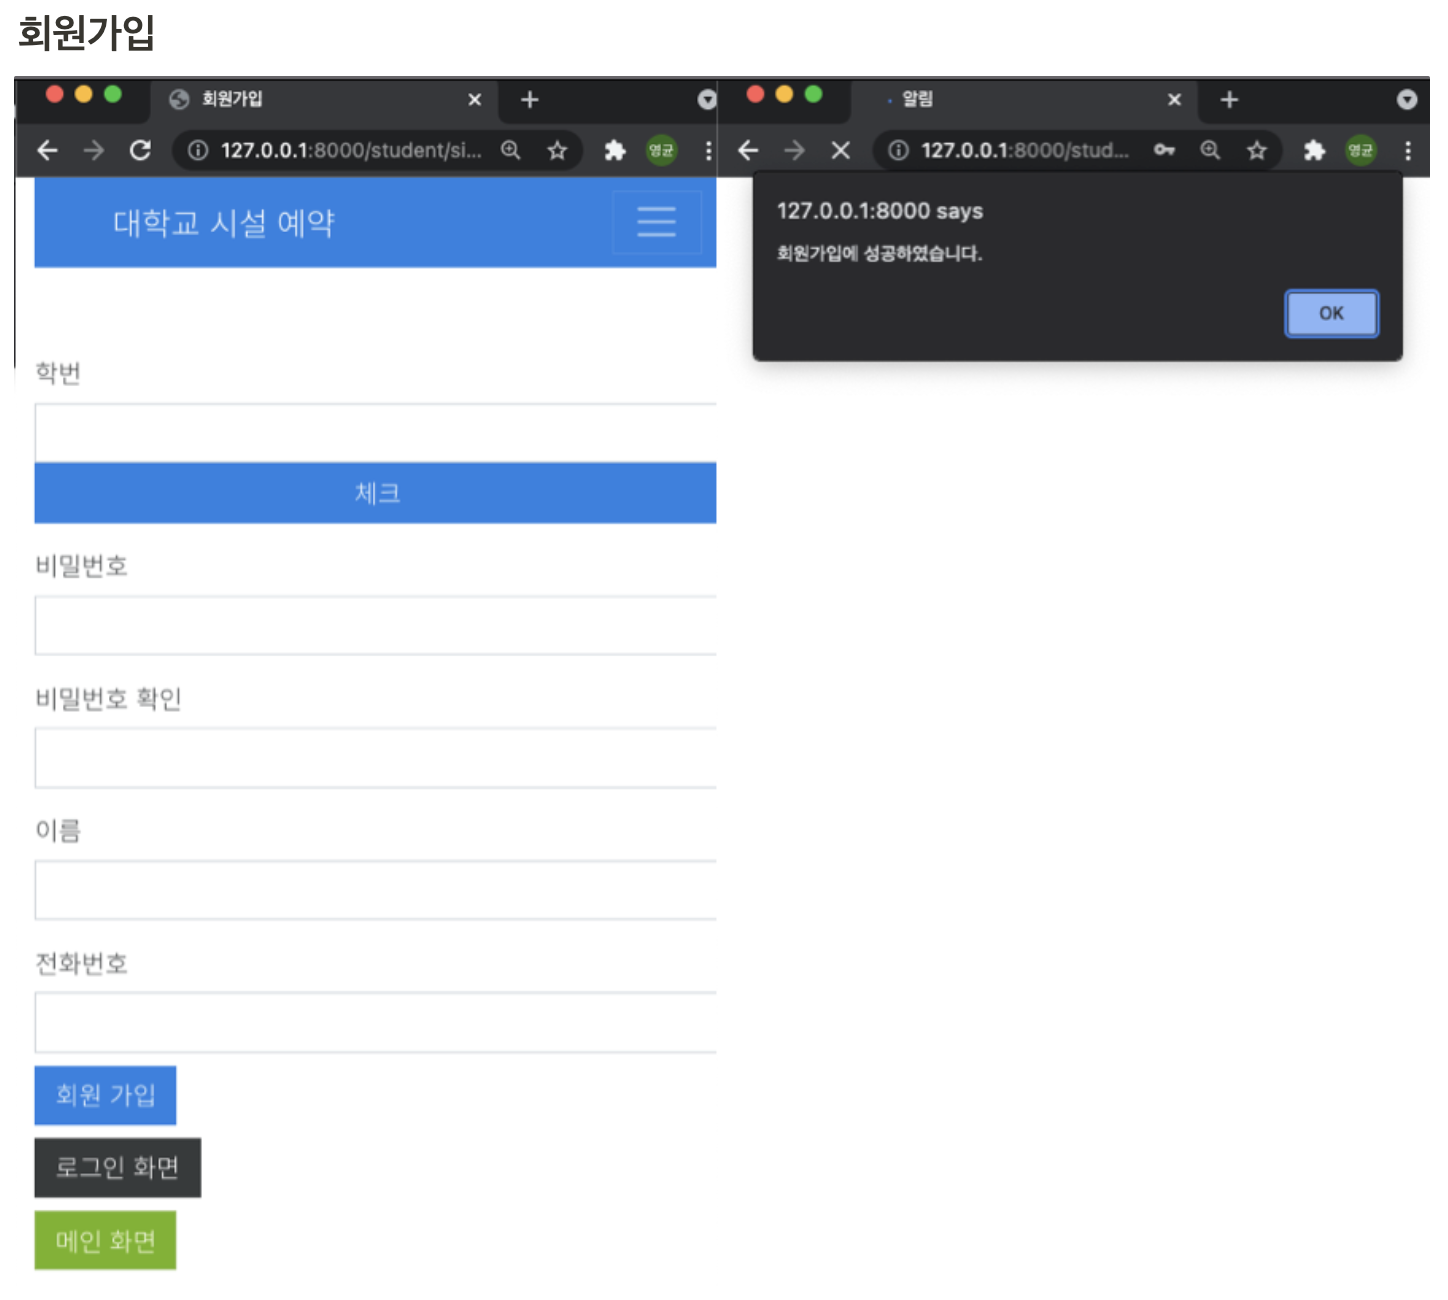 회원가입
회원가입
127.0.0.1:8000/student/si...
영균
대학교 시설 예약
학번
체크
비밀번호
비밀번호 확인
이름
전화번호
회원 가입
로그인 화면
메인 화면
알림
127.0.0.1:8000/stud...
영균
127.0.0.1:8000 says
회원가입에 성공하였습니다.
OK